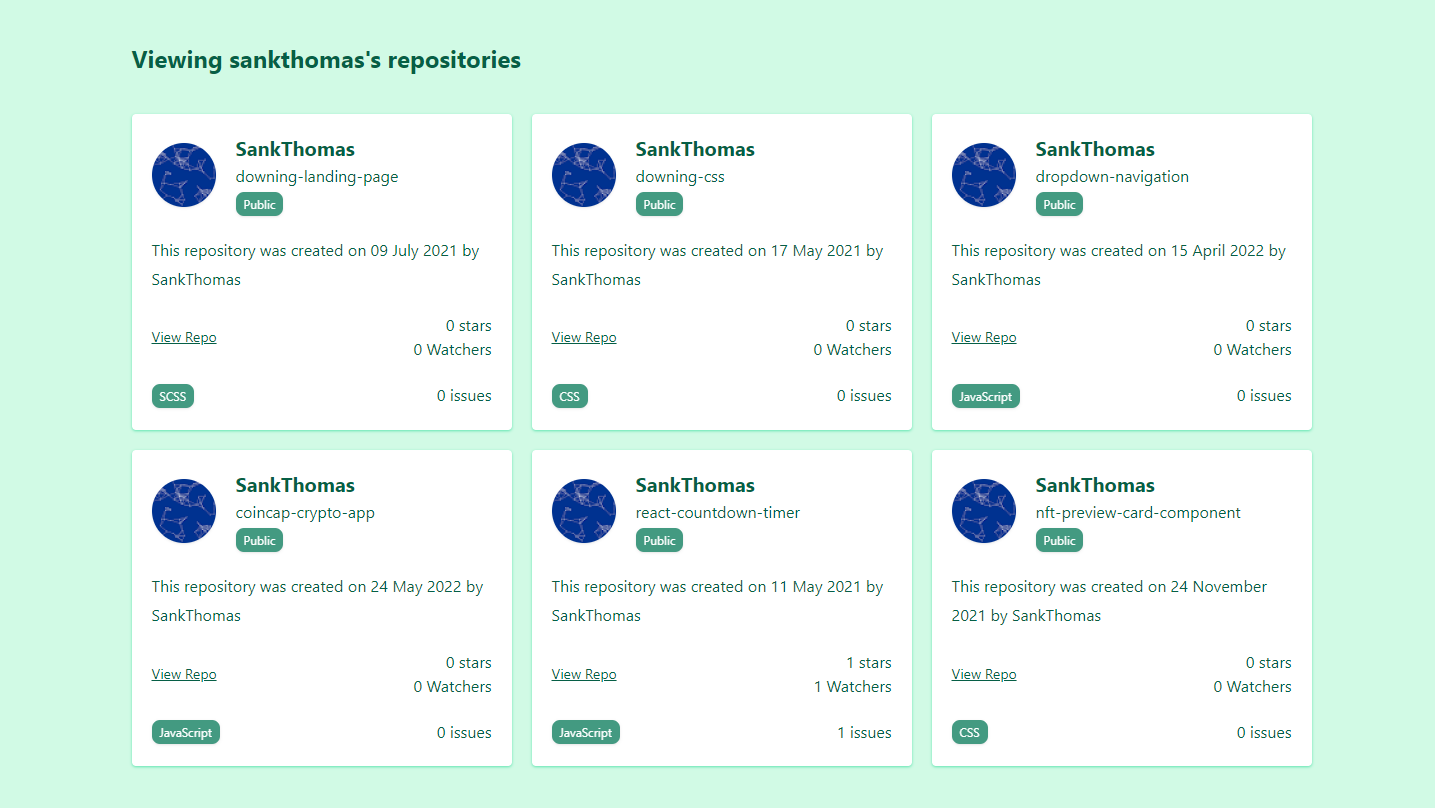 Viewing sankthomas's repositories
SankThomas
downing-landing-page
Public
This repository was created on 09 July 2021 by
SankThomas
View Repo
0 stars
0 Watchers
SCSS
0 issues
SankThomas
downing-css
Public
This repository was created on 17 May 2021 by
SankThomas
View Repo
0 stars
0 Watchers
CSS
0 issues
SankThomas
dropdown-navigation
Public
This repository was created on 15 April 2022 by
SankThomas
View Repo
0 stars
0 Watchers
JavaScript
0 issues
SankThomas
coincap-crypto-app
Public
This repository was created on 24 May 2022 by
SankThomas
View Repo
0 stars
0 Watchers
JavaScript
0 issues
SankThomas
react-countdown-timer
Public
This repository was created on 11 May 2021 by
SankThomas
View Repo
1 stars
1 Watchers
JavaScript
1 issues
SankThomas
nft-preview-card-component
Public
This repository was created on 24 November
2021 by SankThomas
View Repo
0 stars
0 Watchers
CSS
0 issues